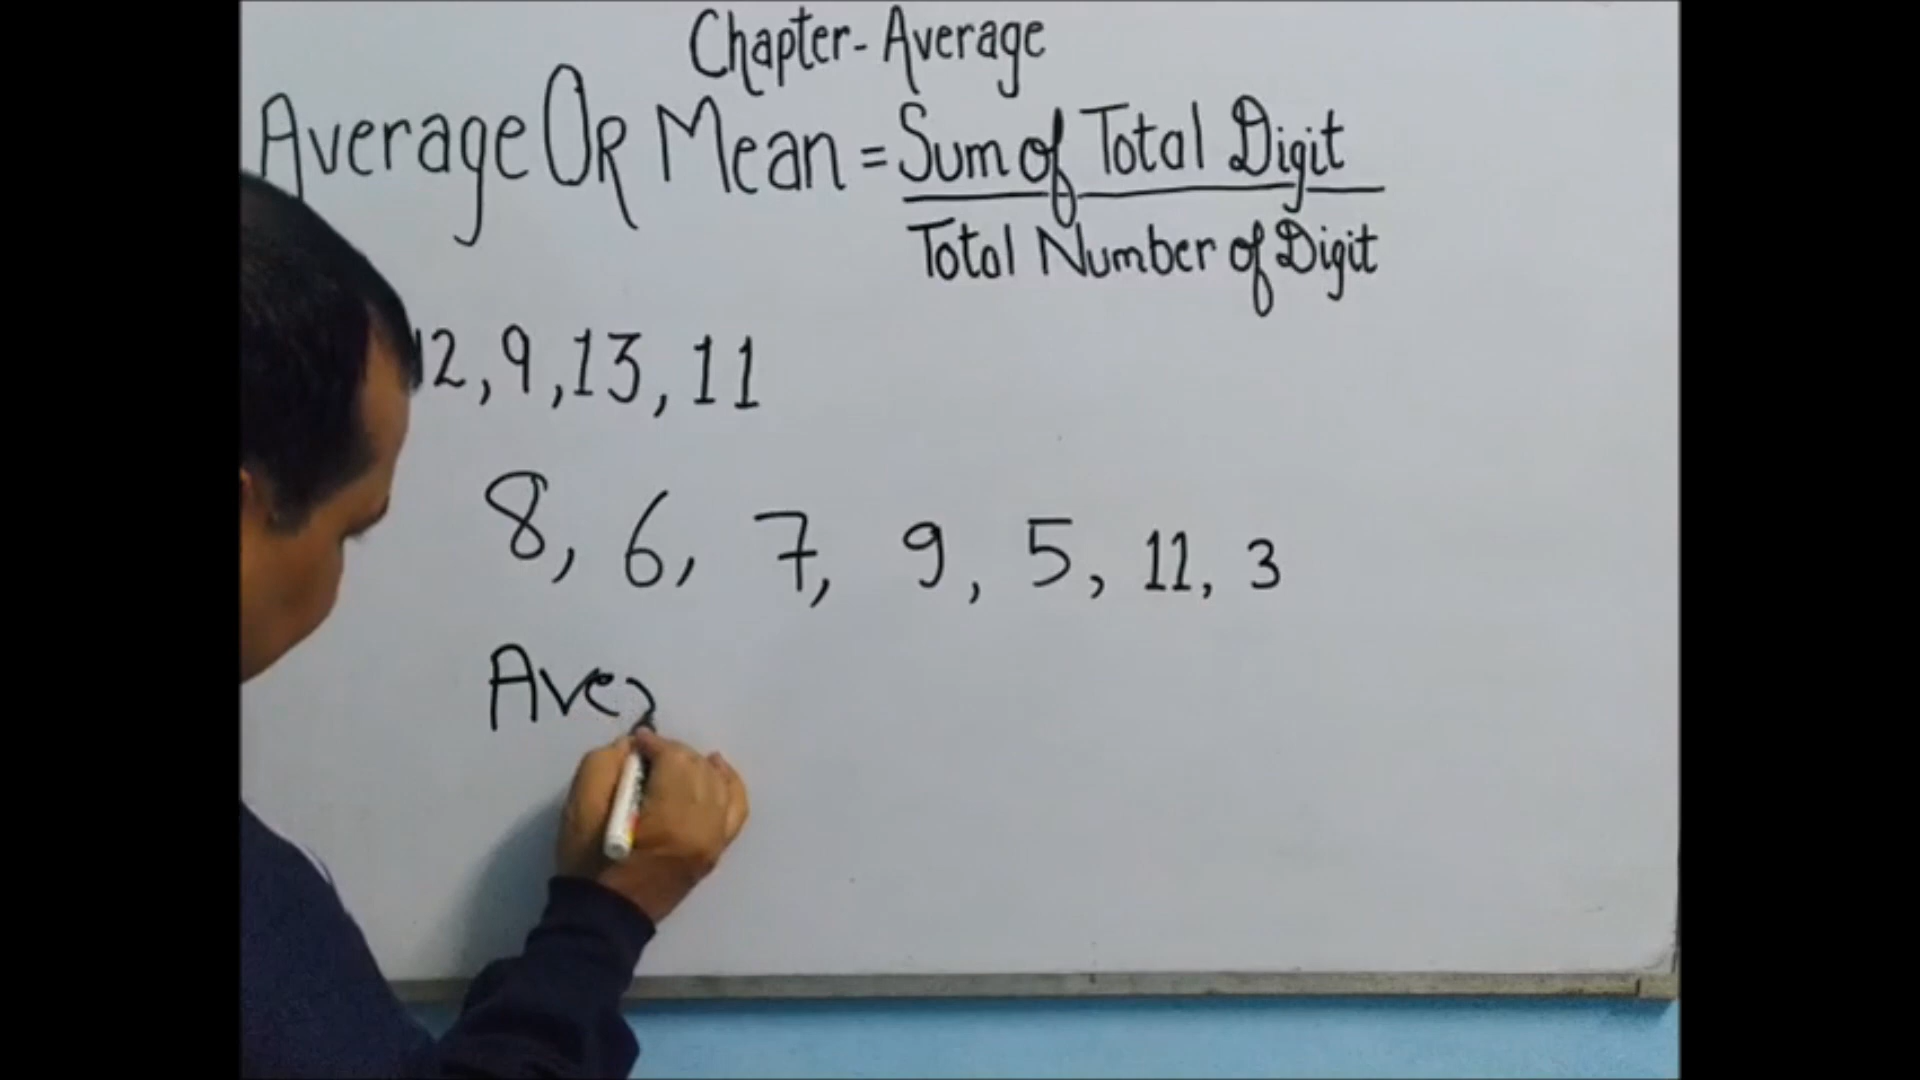 Chapter- Average
Average OR Mean = Sum of Total Digit
Total Number of Digit
12, 9, 13, 11
8, 6, 7, 9, 5, 11, 3
Aver